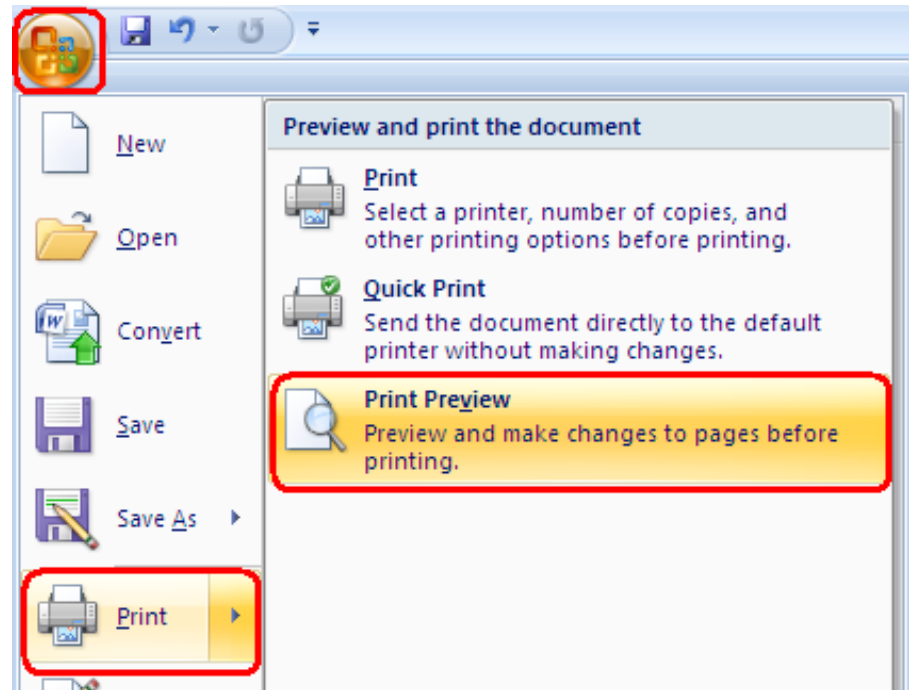 New
Open
Convert
Save
Save As
Print
Preview and print the document
Print
Select a printer, number of copies, and
other printing options before printing.
Quick Print
Send the document directly to the default
printer without making changes.
Print Preview
Preview and make changes to pages before
printing.